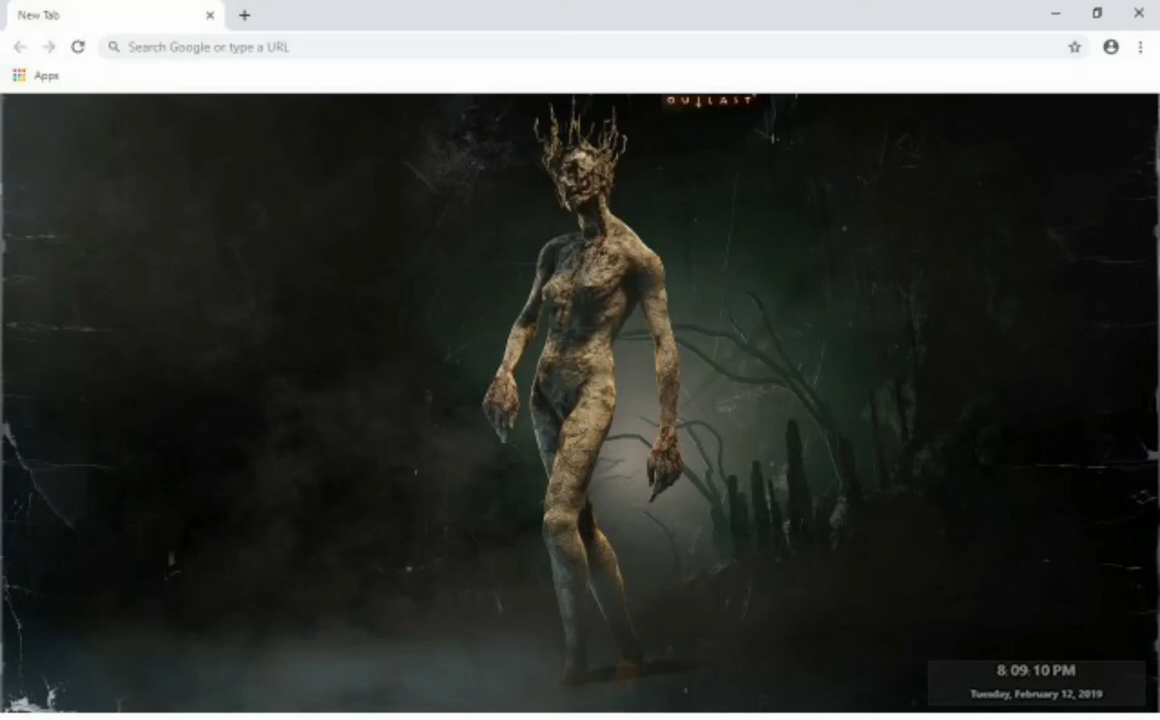 New Tab
Search Google or type a URL
Apps
OUTLAST
8:09:10 PM
Tuesday, February 12, 2019